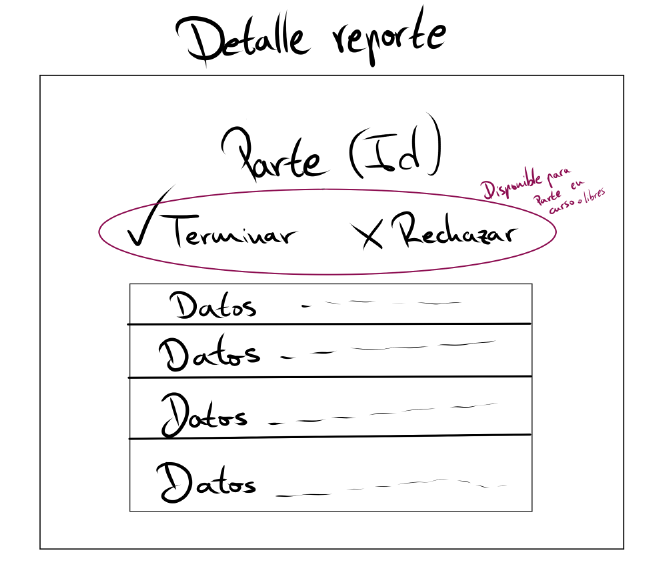 Detalle reporte
Parte (Id)
Disponible para
Parte en
curso o libres
✓ Terminar X Rechazar
Datos
Datos
Datos
Datos